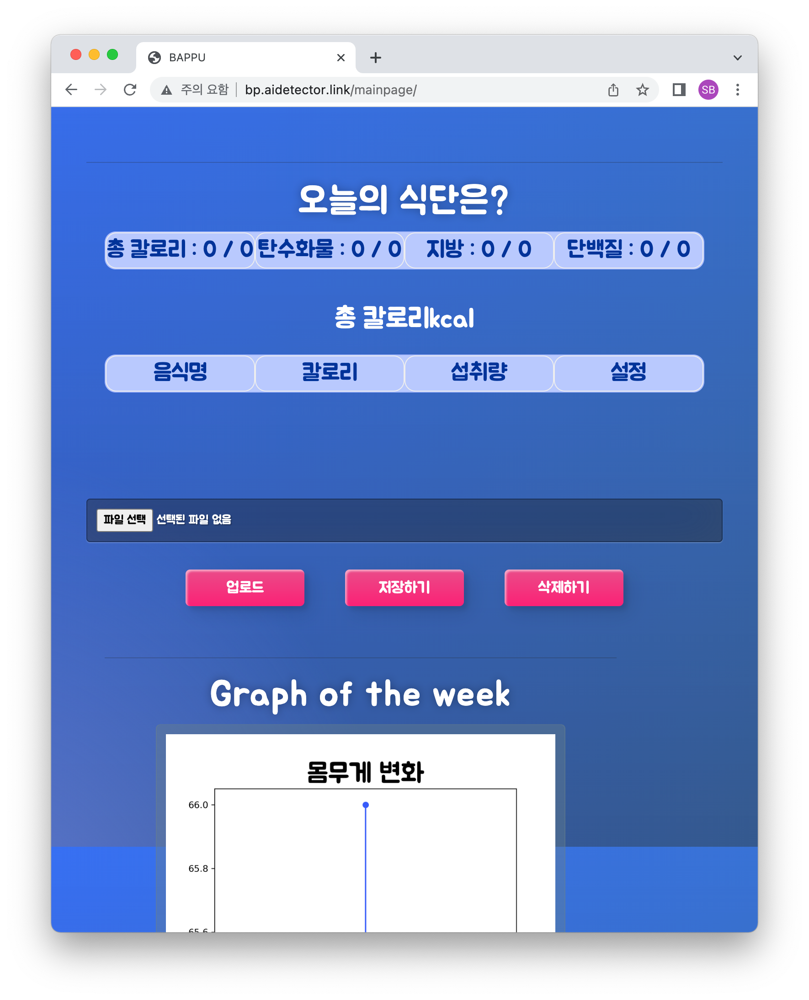 BAPPU
주의 요함 bp.aidetector.link/mainpage/ SB
오늘의 식단은?
총 칼로리 : 0 / 0 탄수화물 : 0 / 0 지방 : 0 / 0 단백질 : 0 / 0
총 칼로리kcal
음식명 칼로리 섭취량 설정
파일 선택 선택된 파일 없음
업로드 저장하기 삭제하기
Graph of the week
몸무게 변화
66.0
65.8
65.6